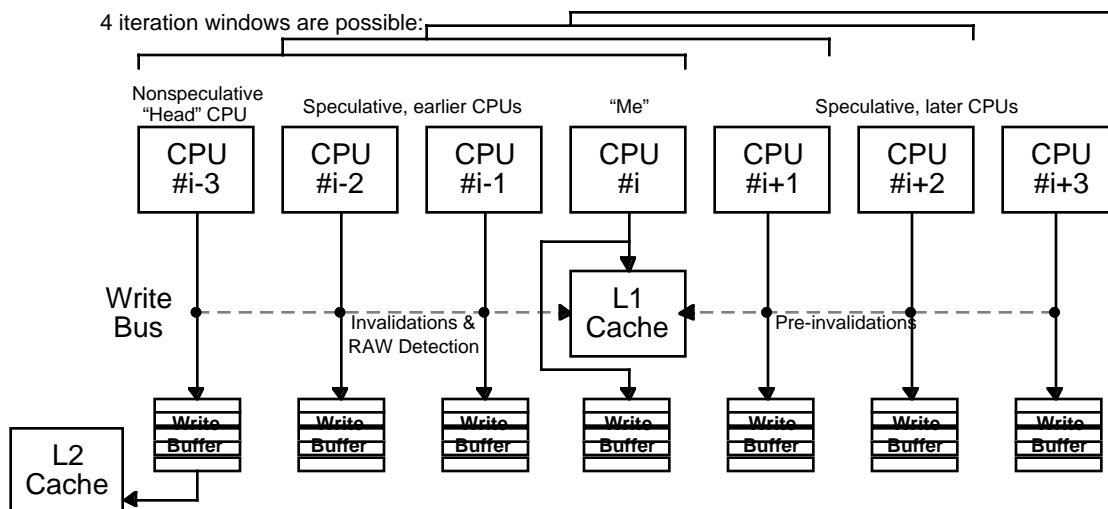 4 iteration windows are possible:
Nonspeculative
“Head” CPU
Speculative, earlier CPUs
“Me”
Speculative, later CPUs
CPU
#i-3
CPU
#i-2
CPU
#i-1
CPU
#i
CPU
#i+1
CPU
#i+2
CPU
#i+3
Write
Bus
L1
Cache
Invalidations &
RAW Detection
Pre-invalidations
Write
Buffer
Write
Buffer
Write
Buffer
Write
Buffer
Write
Buffer
Write
Buffer
Write
Buffer
L2
Cache